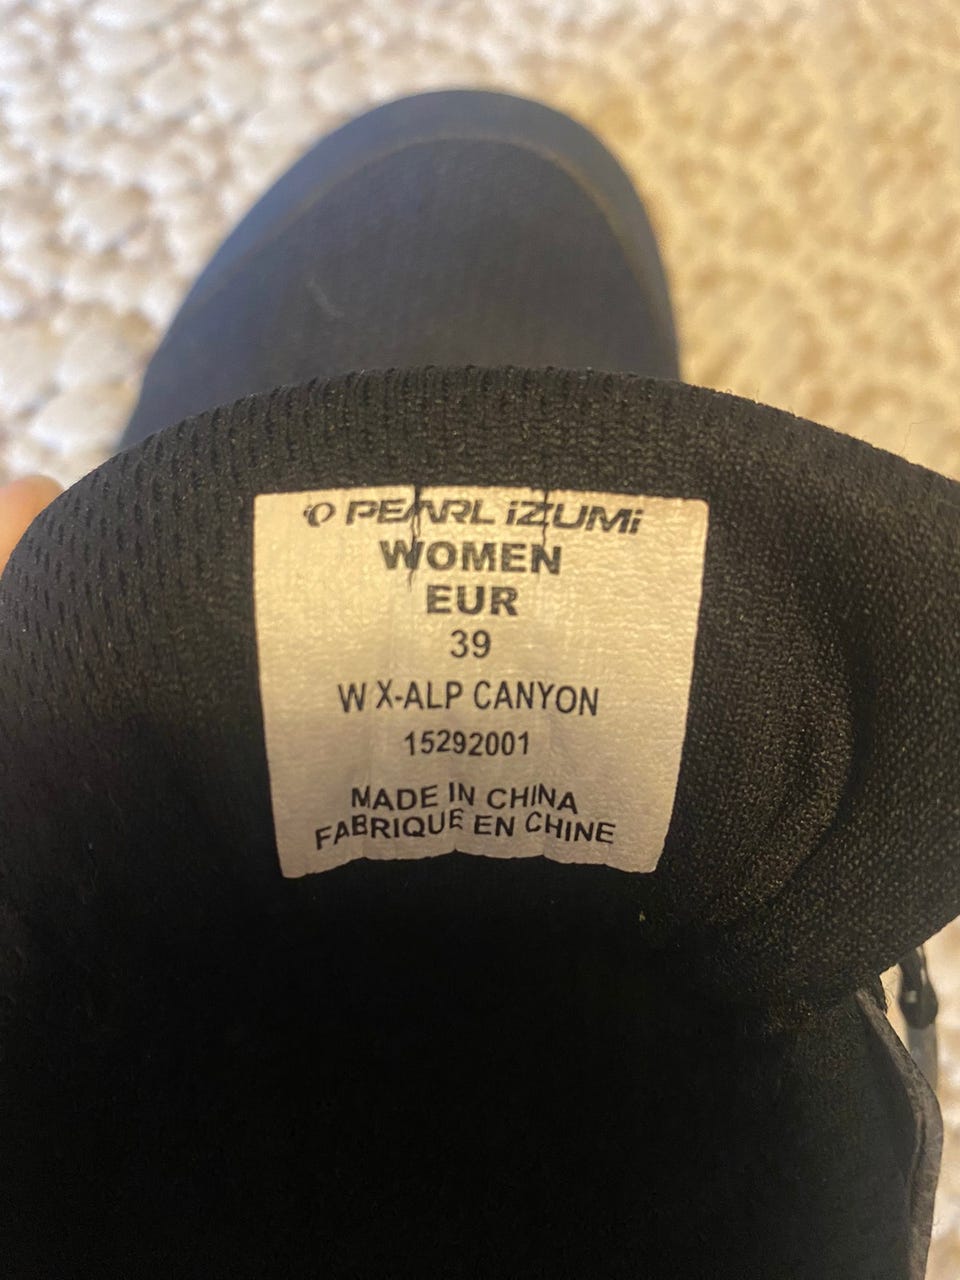 PEARL iZUMi
WOMEN
EUR
39
W X-ALP CANYON
15292001
MADE IN CHINA
FABRIQUE EN CHINE